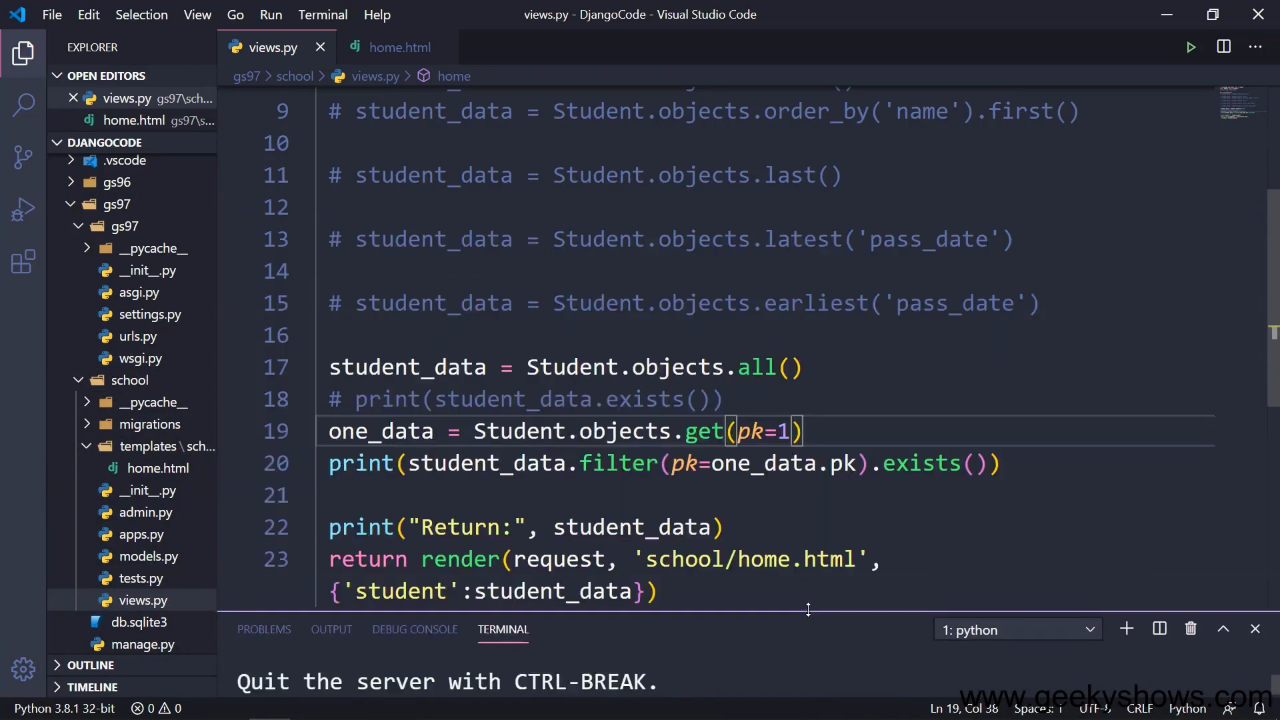 File Edit Selection View Go Run Terminal Help
views.py - DjangoCode - Visual Studio Code
EXPLORER
OPEN EDITORS
views.py gs97\sch...
home.html gs97\s...
DJANGOCODE
.vscode
gs96
gs97
gs97
__pycache__
__init__.py
asgi.py
settings.py
urls.py
wsgi.py
school
__pycache__
migrations
templates \ sc...
home.html
__init__.py
admin.py
apps.py
models.py
tests.py
views.py
db.sqlite3
manage.py
OUTLINE
TIMELINE
views.py
home.html
gs97 > school > views.py > home
9 # student_data = Student.objects.order_by('name').first()
10
11 # student_data = Student.objects.last()
12
13 # student_data = Student.objects.latest('pass_date')
14
15 # student_data = Student.objects.earliest('pass_date')
16
17 student_data = Student.objects.all()
18 # print(student_data.exists())
19 one_data = Student.objects.get(pk=1)
20 print(student_data.filter(pk=one_data.pk).exists())
21
22 print("Return:", student_data)
23 return render(request, 'school/home.html',
{'student':student_data})
PROBLEMS OUTPUT DEBUG CONSOLE TERMINAL
1: python
Quit the server with CTRL-BREAK.
www.geekyshows.com
Python 3.8.1 32-bit 0 0
Ln 19, Col 38 Spaces: UTF-8 CRLF Python